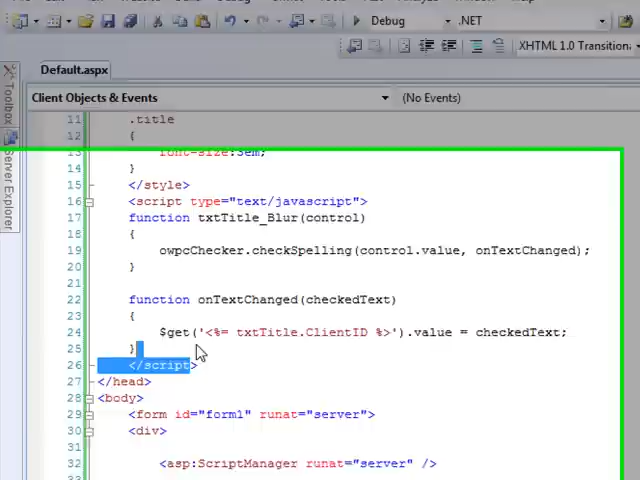 Debug
.NET
XHTML 1.0 Transition
Default.aspx
Toolbox
Server Explorer
Client Objects & Events
(No Events)
11 .title
12 {
13 font-size:3em;
14 }
15 </style>
16 <script type="text/javascript">
17 function txtTitle_Blur(control)
18 {
19 owpcChecker.checkSpelling(control.value, onTextChanged);
20 }
21
22 function onTextChanged(checkedText)
23 {
24 $get('<%= txtTitle.ClientID %>').value = checkedText;
25 }
26 </script>
27 </head>
28 <body>
29 <form id="form1" runat="server">
30 <div>
31
32 <asp:ScriptManager runat="server" />